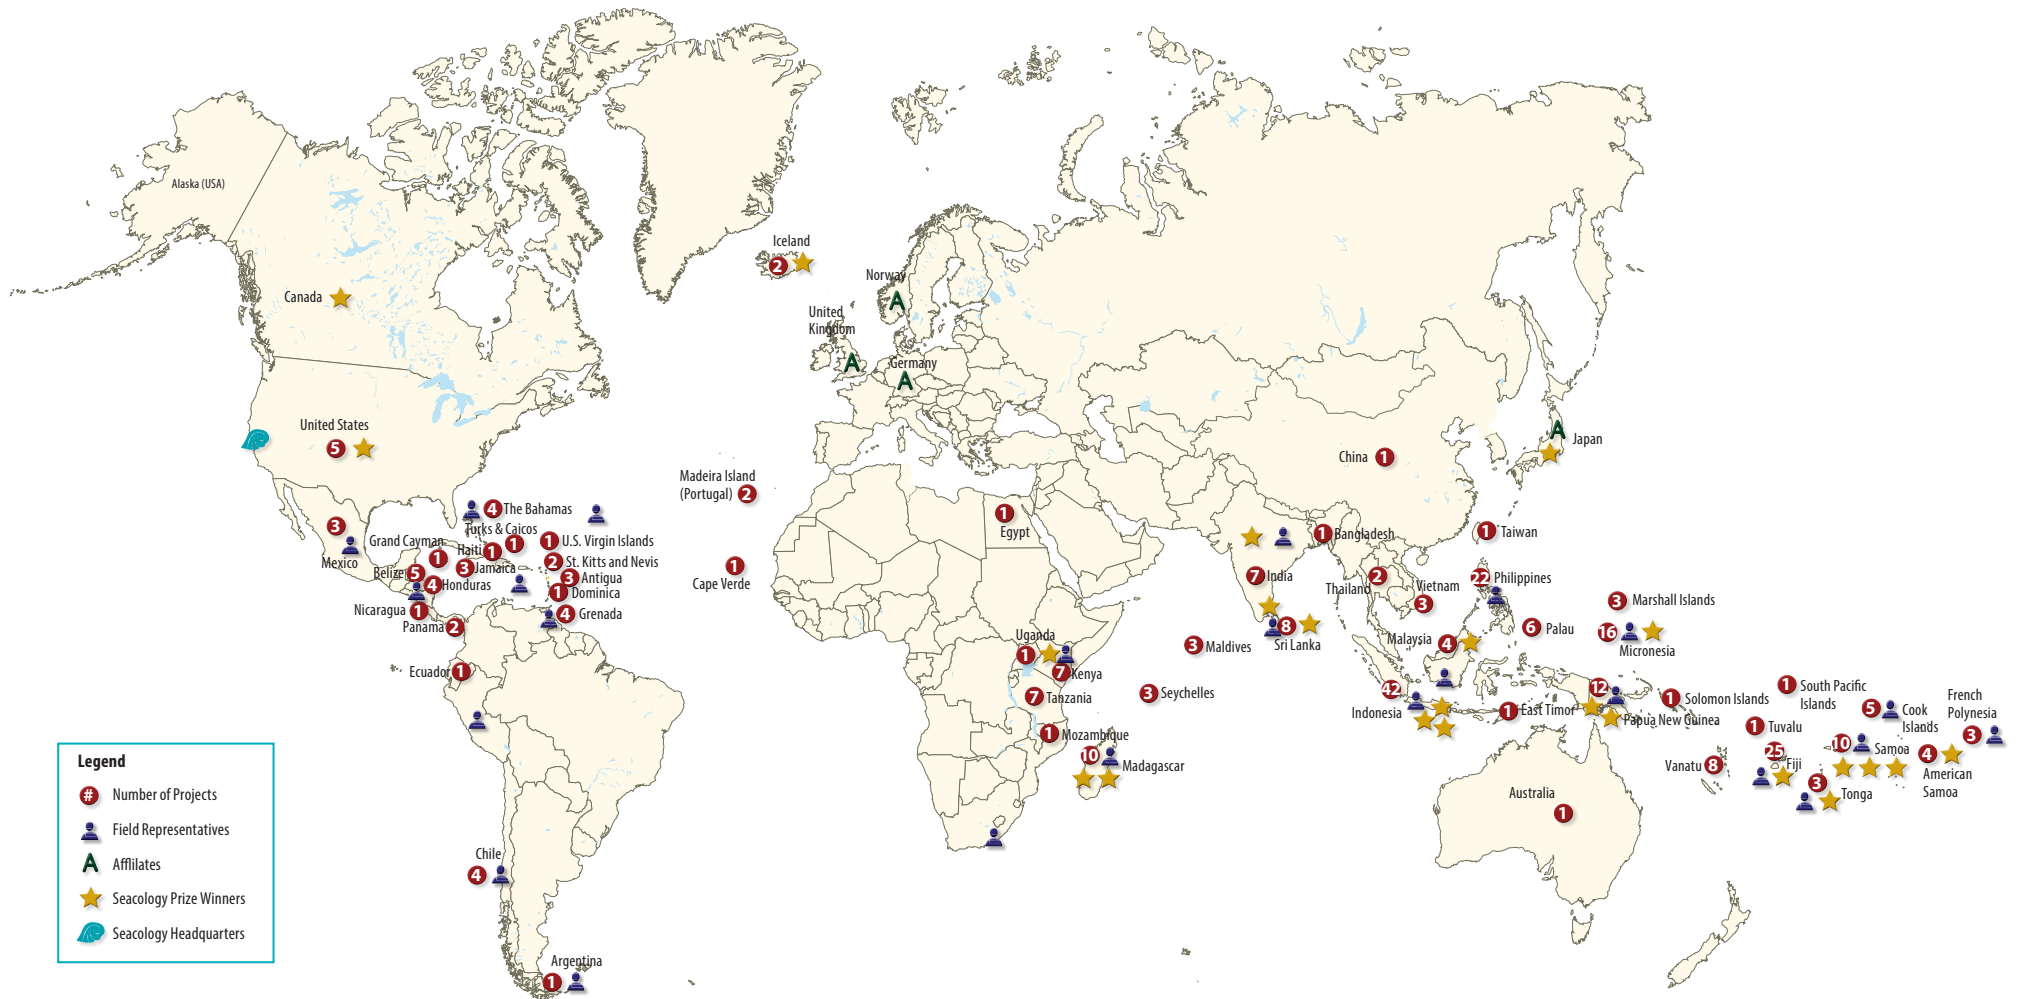 Alaska (USA)
Canada
Iceland
2
Norway
United
Kingdom
Germany
United States
5
Japan
China
1
Madeira Island
(Portugal)
2
3
Mexico
4
The Bahamas
Turks & Caicos
1
Grand Cayman
1
Haiti
1
1
U.S. Virgin Islands
2
St. Kitts and Nevis
Belize
5
3
Jamaica
3
Antigua
4
Honduras
1
Dominica
Nicaragua
1
4
Grenada
Panama
2
Cape Verde
1
1
Egypt
1
Bangladesh
1
Taiwan
7
India
2
Thailand
Vietnam
3
22
Philippines
3
Marshall Islands
8
Sri Lanka
3
Maldives
Malaysia
4
6
Palau
16
Micronesia
Uganda
1
7
Kenya
Ecuador
1
7
Tanzania
3
Seychelles
42
Indonesia
12
Papua New Guinea
1
East Timor
1
Solomon Islands
1
South Pacific
Islands
5
Cook
Islands
French
Polynesia
3
1
Tuvalu
1
Mozambique
10
Madagascar
25
Fiji
10
Samoa
4
American
Samoa
Vanatu
8
3
Tonga
Australia
1
Chile
4
Argentina
1
Legend
# Number of Projects
Field Representatives
A Afflilates
Seacology Prize Winners
Seacology Headquarters
A
A
A
A